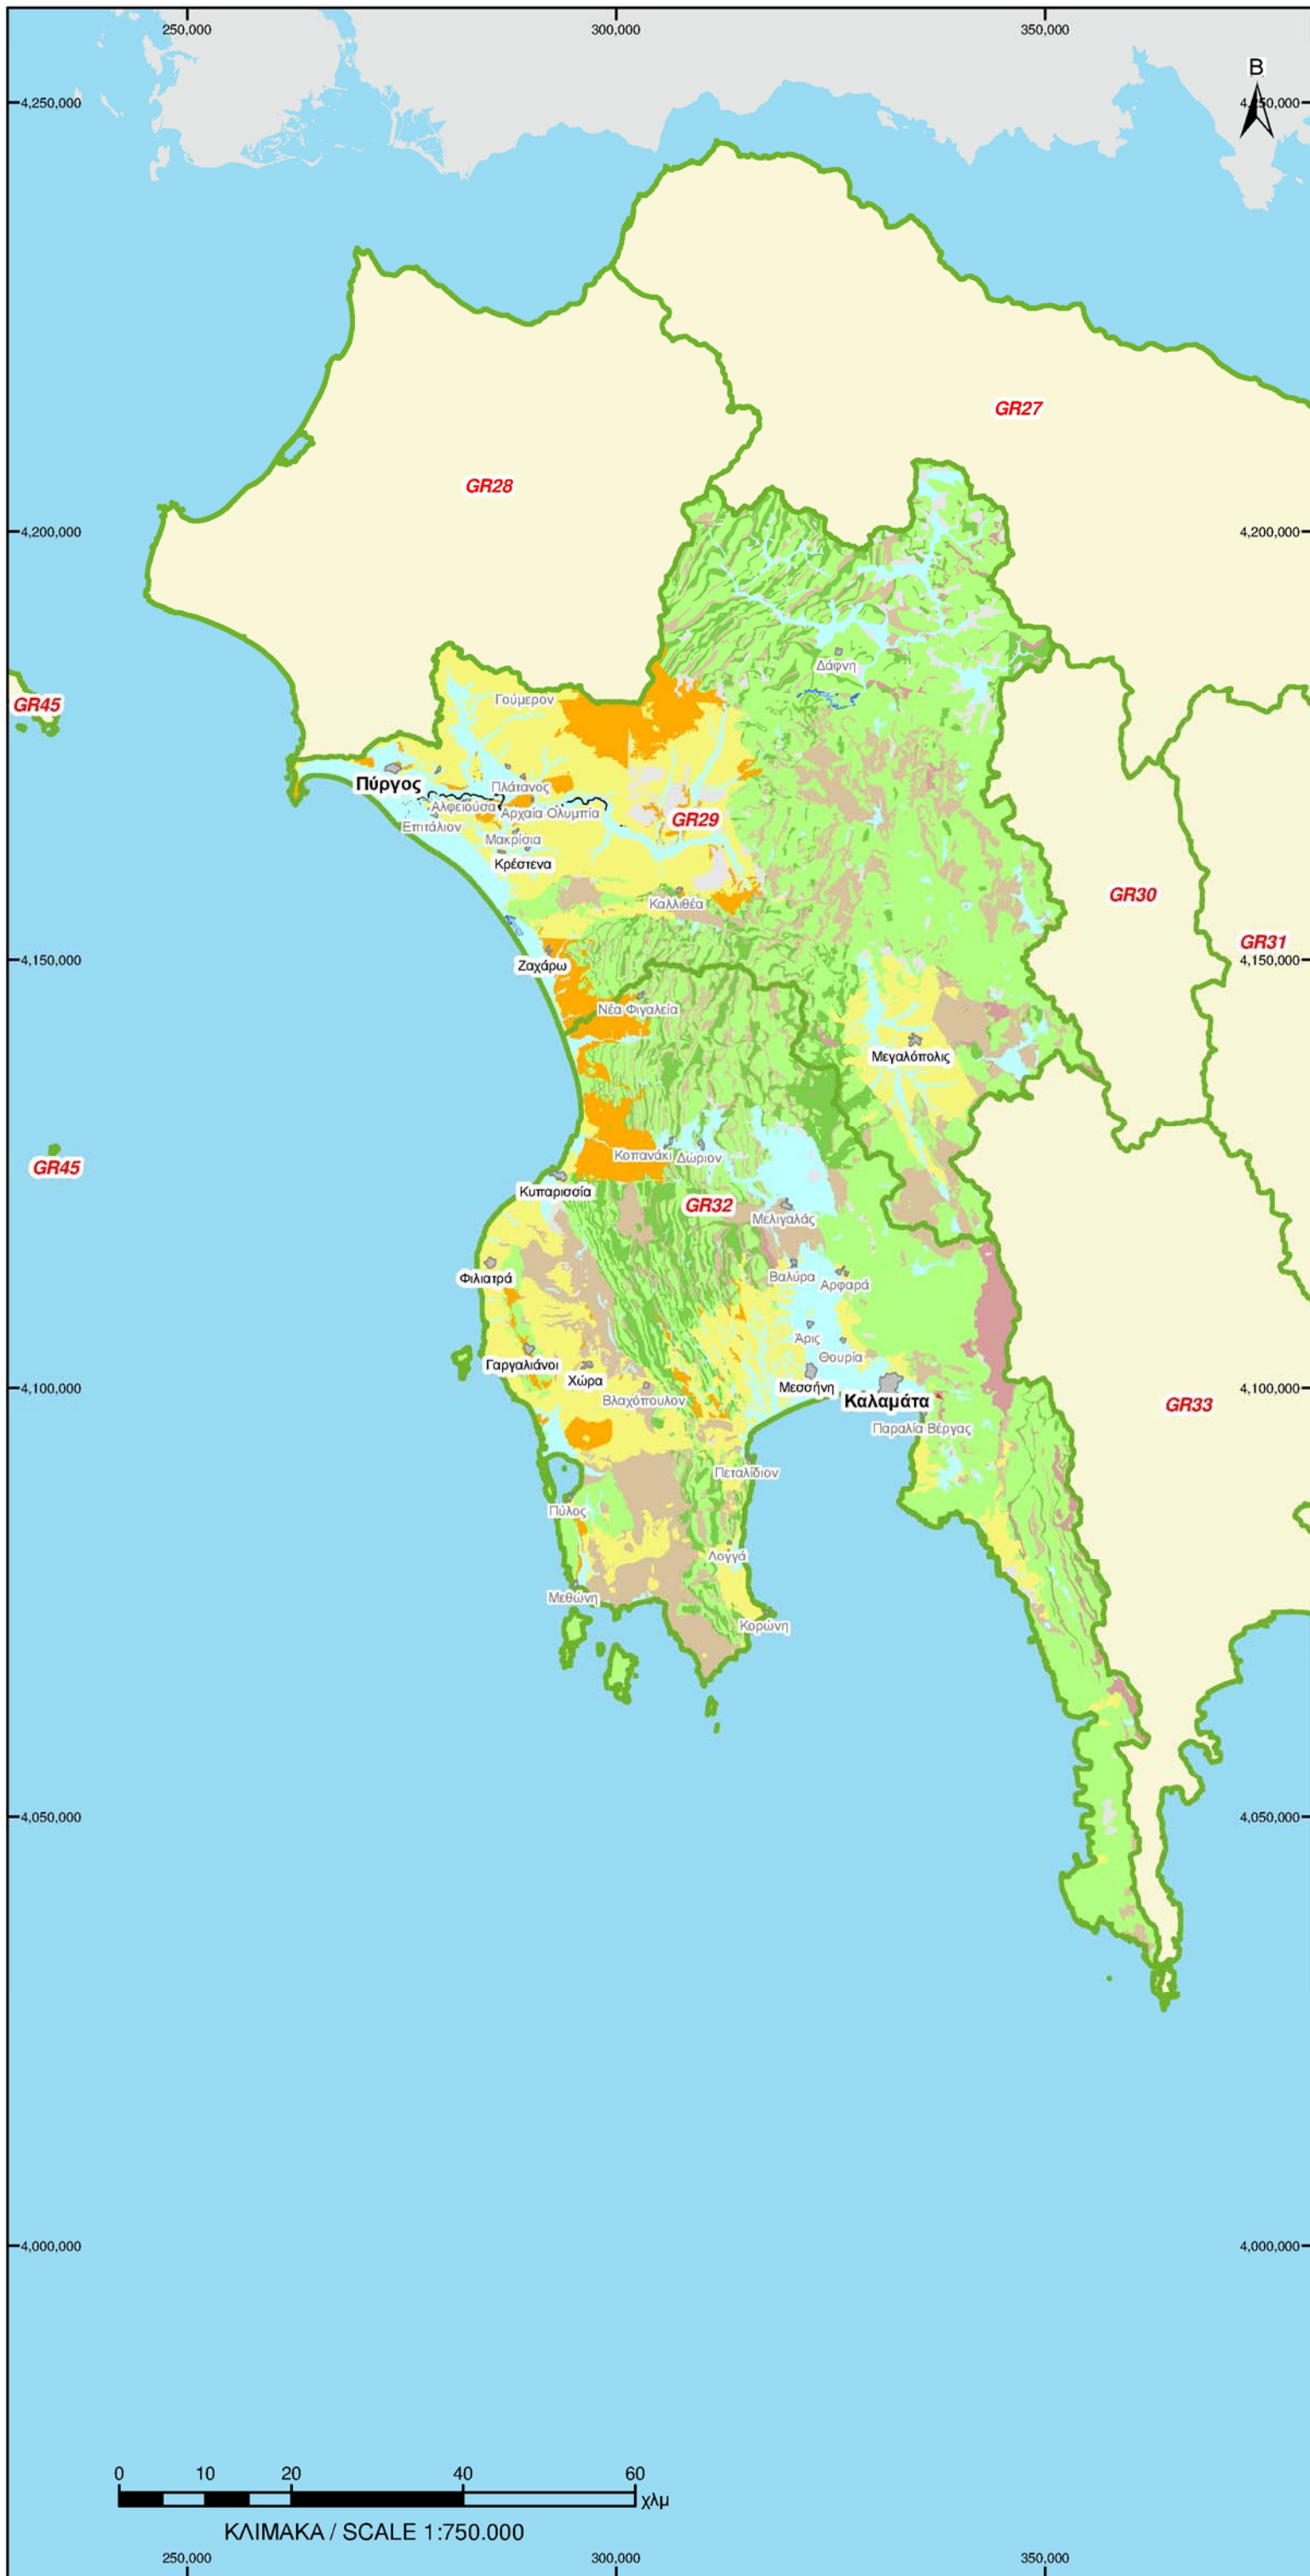 250,000
300,000
350,000
Β
4,250,000
4,250,000
GR27
GR28
4,200,000
4,200,000
Δάφνη
GR45
Γούμερον
Πύργος
Πλάτανος
Αλφειούσα
Αρχαία Ολυμπία
GR29
Επιτάλιον
Μακρίσια
Κρέστενα
GR30
Καλλιθέα
GR31
4,150,000
4,150,000
Ζαχάρω
Νέα Φιγαλεία
Μεγαλόπολις
Κοπανάκι
Δώριον
GR45
Κυπαρισσία
GR32
Μελιγαλάς
Φιλιατρά
Βαλύρα
Αρφαρά
Άρις
Θουρία
Γαργαλιάνοι
Χώρα
Μεσσήνη
4,100,000
4,100,000
Βλαχόπουλον
Καλαμάτα
GR33
Παραλία Βέργας
Πεταλίδιον
Πύλος
Λογγά
Μεθώνη
Κορώνη
4,050,000
4,050,000
4,000,000
4,000,000
0 10 20 40 60
χλμ
ΚΛΙΜΑΚΑ / SCALE 1:750.000
250,000
300,000
350,000